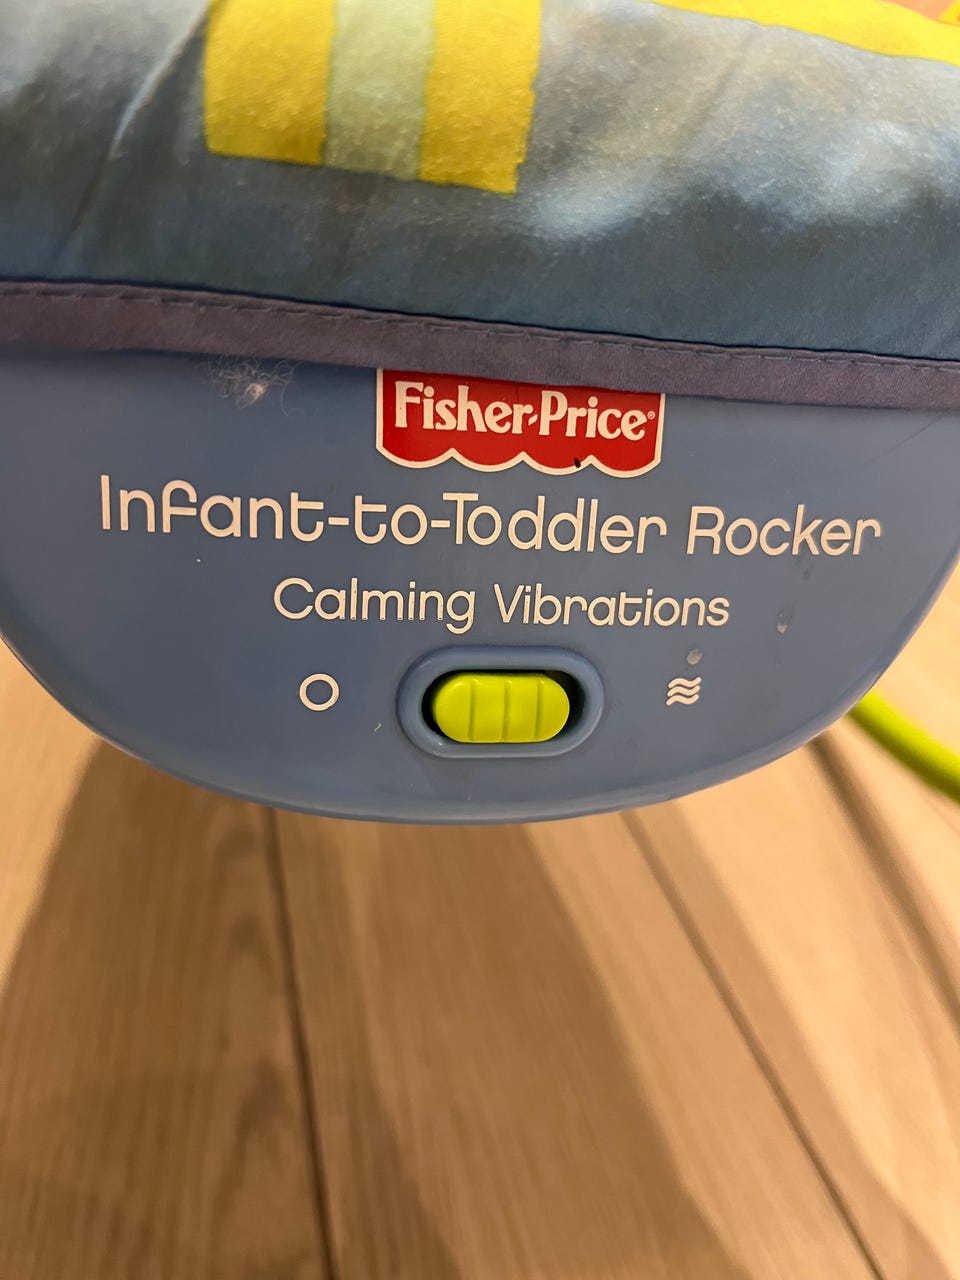 Fisher-Price®
Infant-to-Toddler Rocker
Calming Vibrations